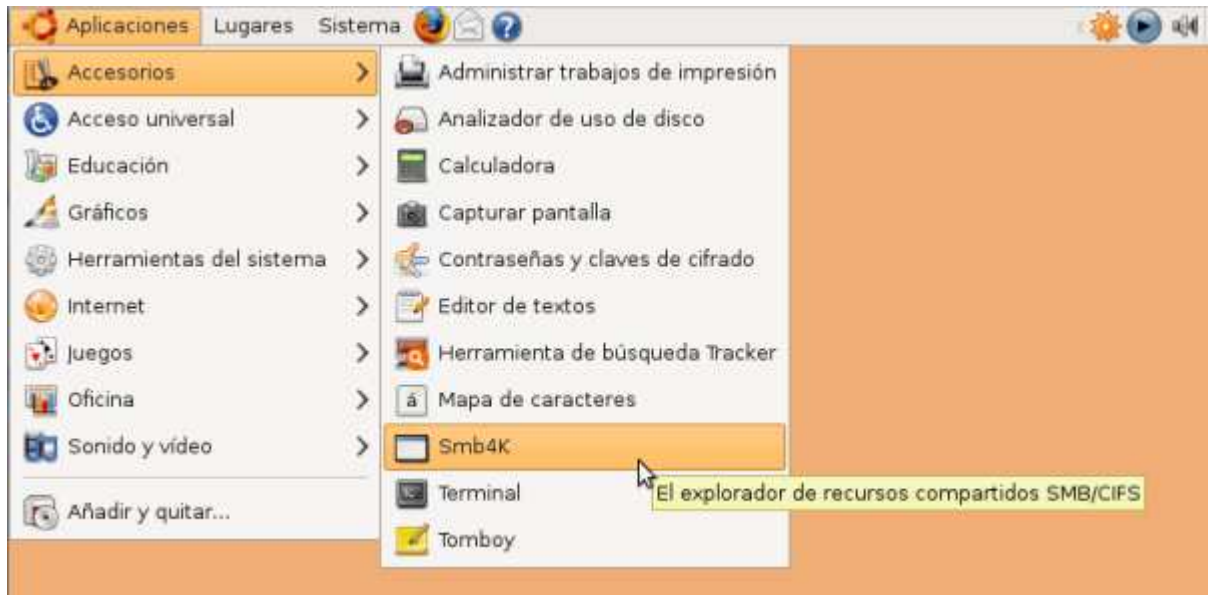 Aplicaciones Lugares Sistema
Accesorios
Acceso universal
Educación
Gráficos
Herramientas del sistema
Internet
Juegos
Oficina
Sonido y vídeo
Añadir y quitar...
Administrar trabajos de impresión
Analizador de uso de disco
Calculadora
Capturar pantalla
Contraseñas y claves de cifrado
Editor de textos
Herramienta de búsqueda Tracker
á Mapa de caracteres
Smb4K
Terminal
Tomboy
El explorador de recursos compartidos SMB/CIFS